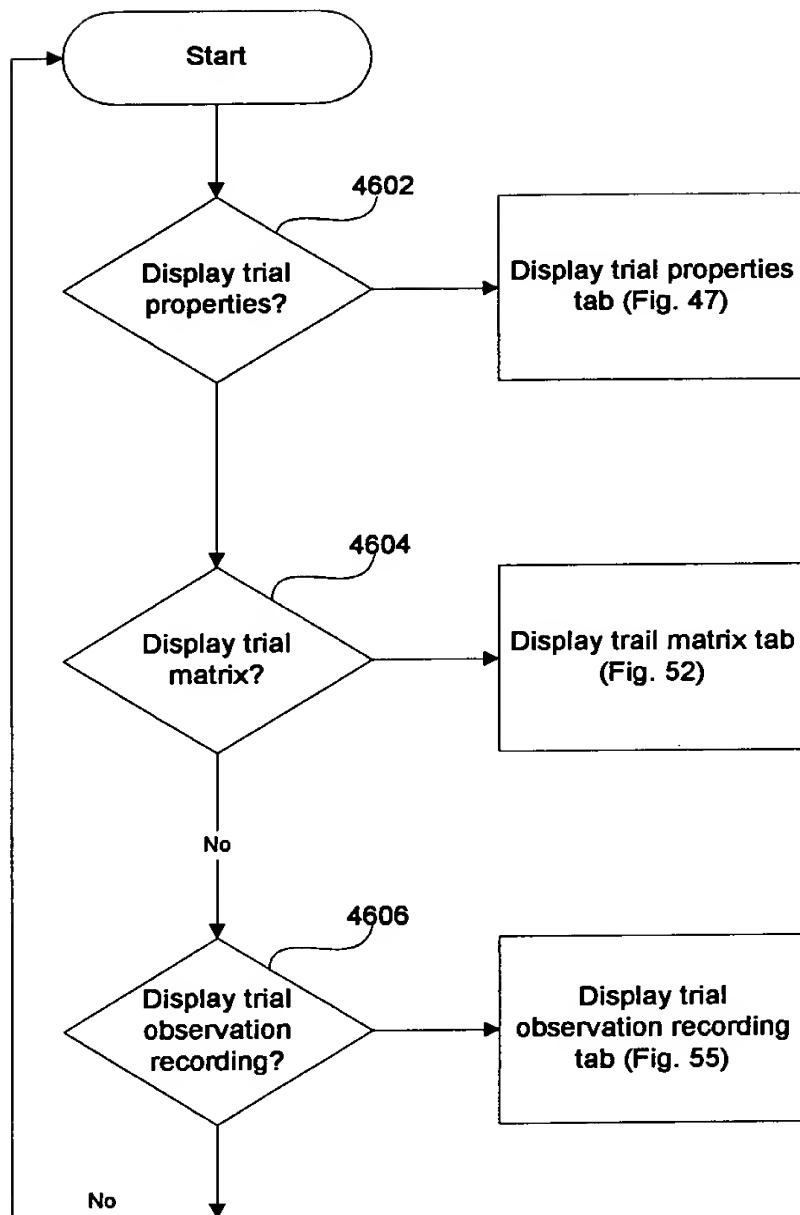 Start
4602
Display trial
properties?
Display trial properties
tab (Fig. 47)
4604
Display trial
matrix?
Display trail matrix tab
(Fig. 52)
No
4606
Display trial
observation
recording?
Display trial
observation recording
tab (Fig. 55)
No